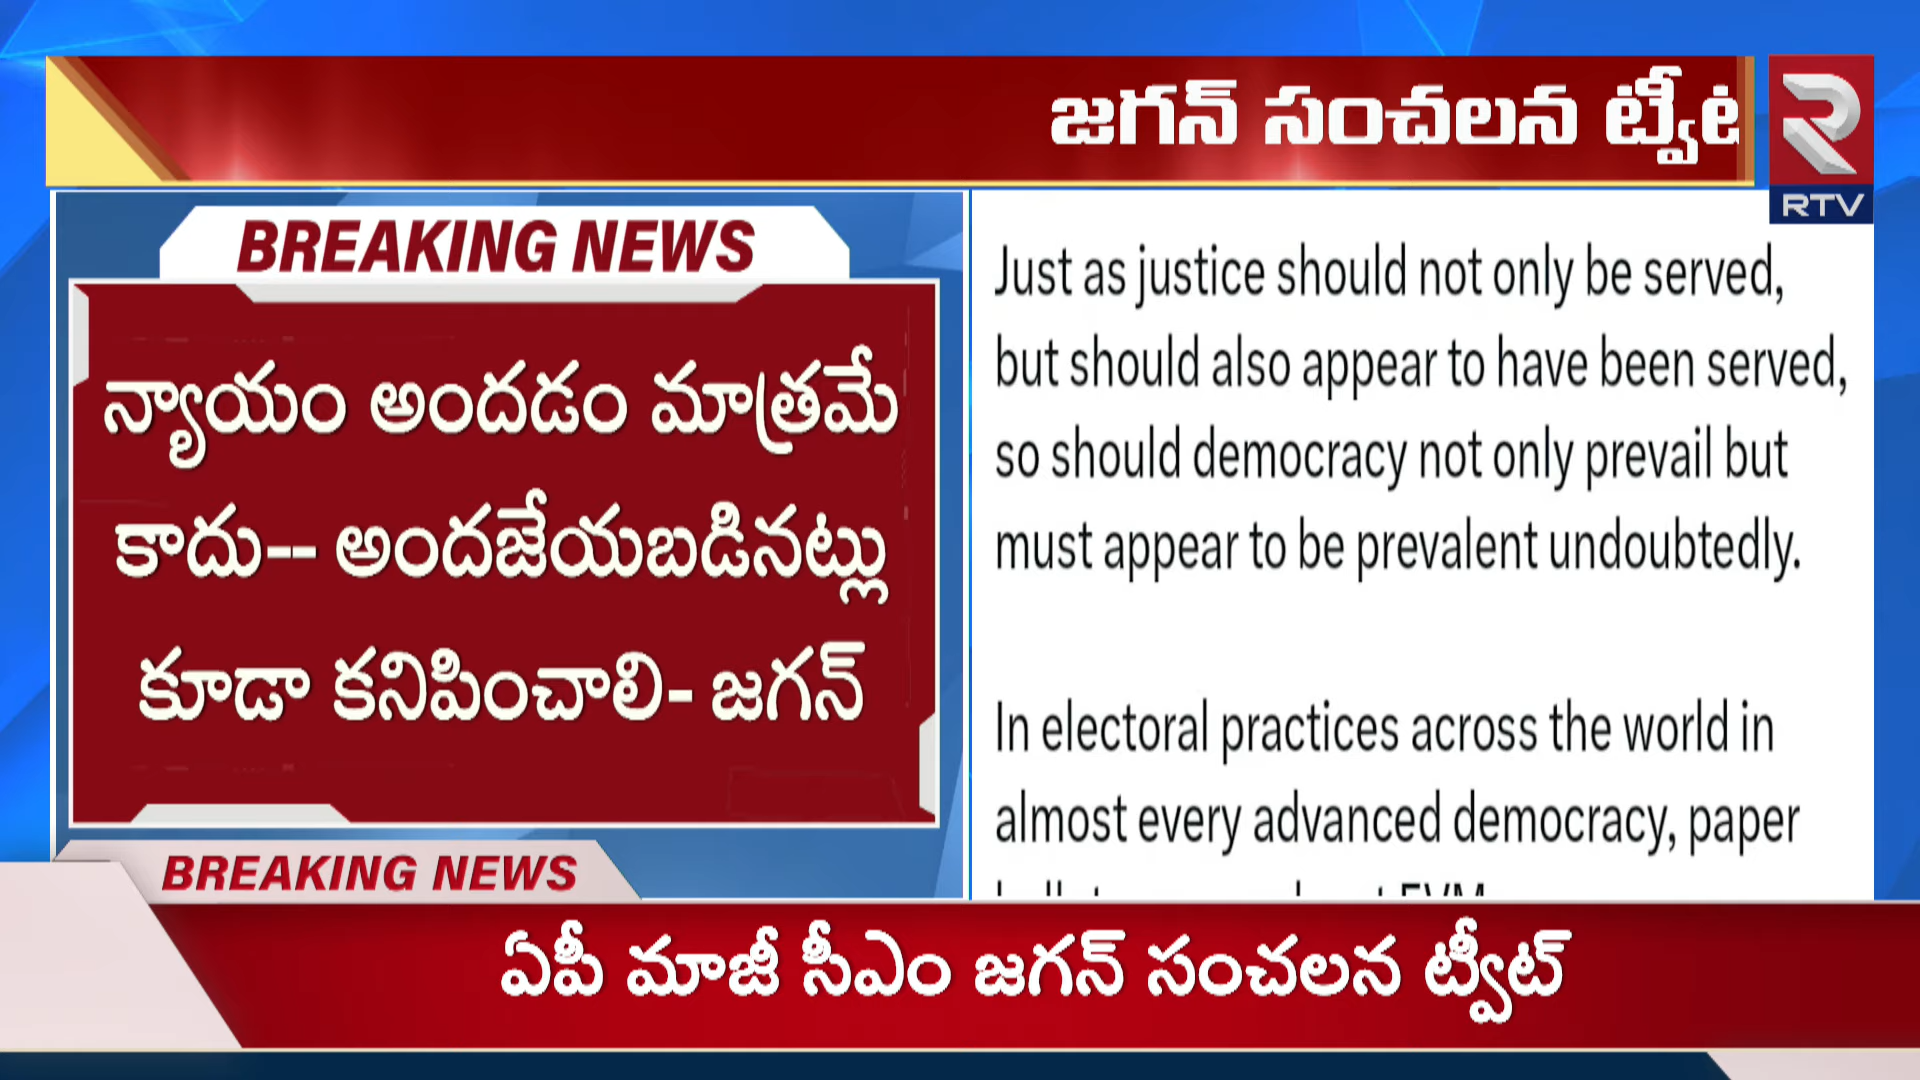 జగన్ సంచలన ట్వీట
RTV
BREAKING NEWS
న్యాయం అందడం మాత్రమే
కాదు-- అందజేయబడినట్లు
కూడా కనిపించాలి- జగన్
Just as justice should not only be served,
but should also appear to have been served,
so should democracy not only prevail but
must appear to be prevalent undoubtedly.
In electoral practices across the world in
almost every advanced democracy, paper
BREAKING NEWS
ఏపీ మాజీ సీఎం జగన్ సంచలన ట్వీట్